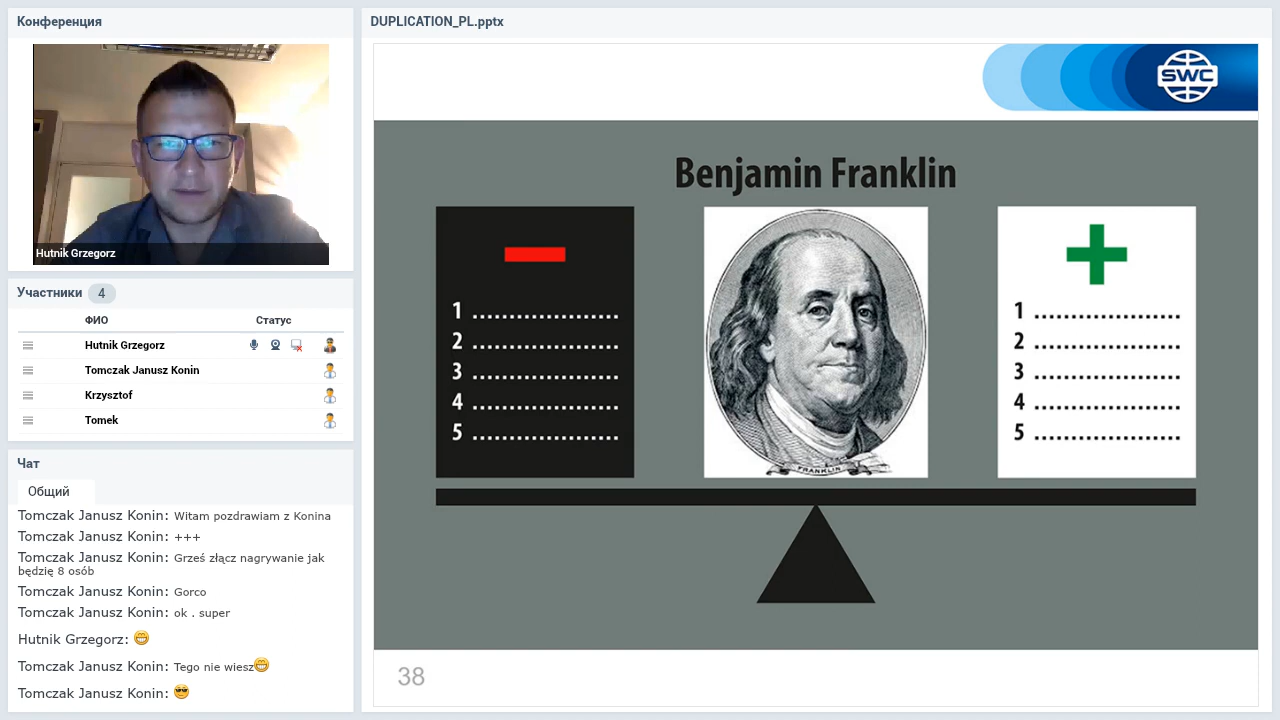 Конференция
Hutnik Grzegorz
Участники 4
ФИО Статус
Hutnik Grzegorz
Tomczak Janusz Konin
Krzysztof
Tomek
Чат
Общий
Tomczak Janusz Konin: Witam pozdrawiam z Konina
Tomczak Janusz Konin: +++
Tomczak Janusz Konin: Grześ złącz nagrywanie jak
będzię 8 osób
Tomczak Janusz Konin: Gorco
Tomczak Janusz Konin: ok . super
Hutnik Grzegorz: 😁
Tomczak Janusz Konin: Tego nie wiesz😁
Tomczak Janusz Konin: 😎
DUPLICATION_PL.pptx
SWC
Benjamin Franklin
–
1 .....................
2 .....................
3 .....................
4 .....................
5 .....................
FRANKLIN
+
1 .....................
2 .....................
3 .....................
4 .....................
5 .....................
38